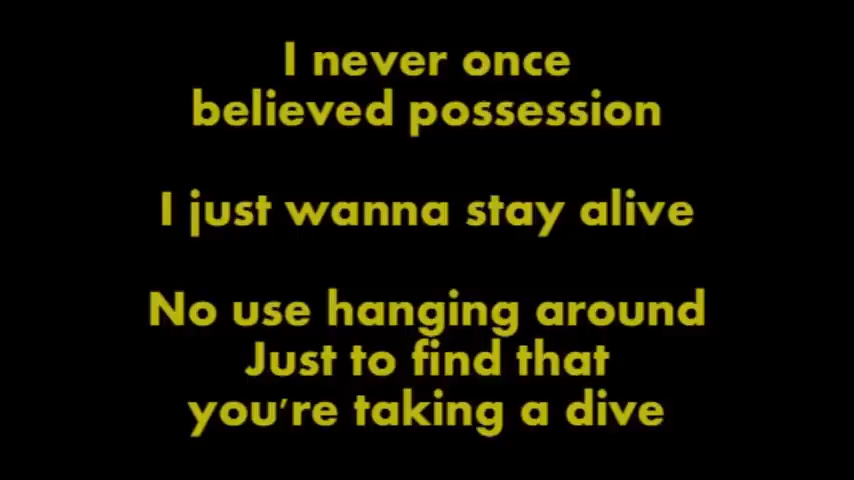 I never once
believed possession
I just wanna stay alive
No use hanging around
Just to find that
you're taking a dive